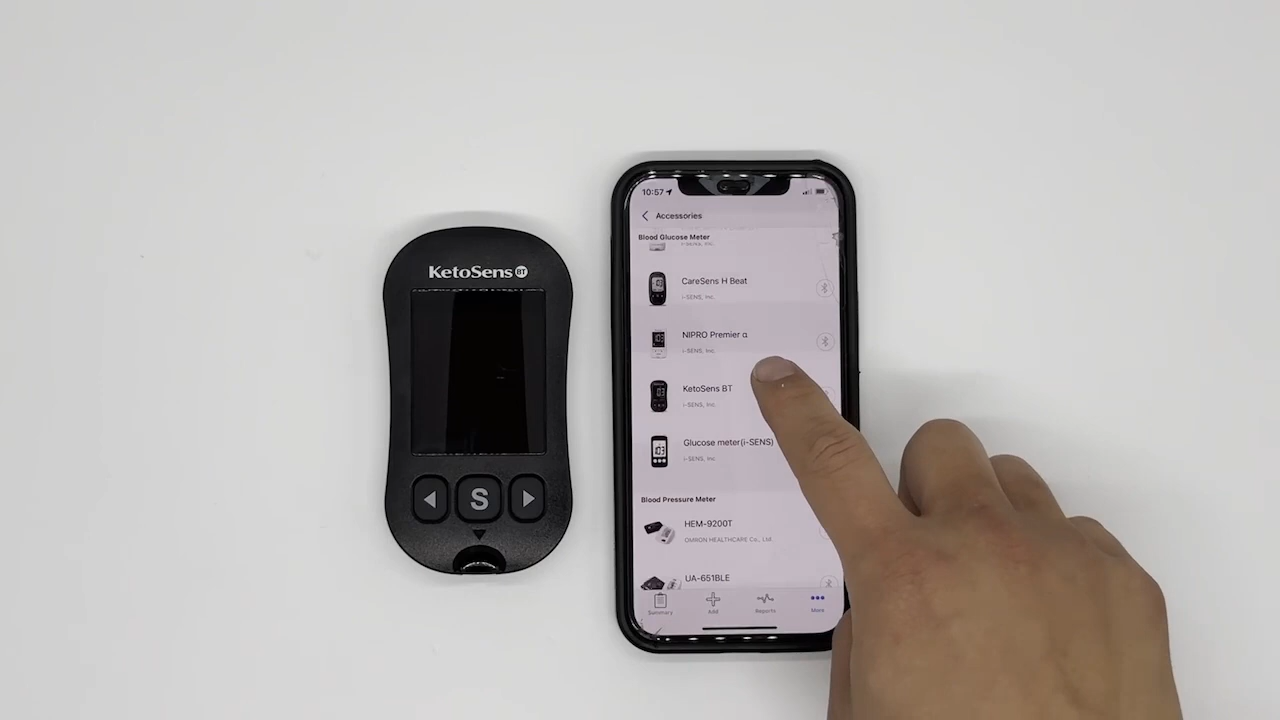 KetoSens BT
S
10:57
Accessories
Blood Glucose Meter
i-SENS, Inc.
CareSens H Beat
i-SENS, Inc.
NIPRO Premier α
i-SENS, Inc.
KetoSens BT
i-SENS, Inc.
Glucose meter(i-SENS)
i-SENS, Inc.
Blood Pressure Meter
HEM-9200T
OMRON HEALTHCARE Co., Ltd.
UA-651BLE
Summary
Add
Reports
More